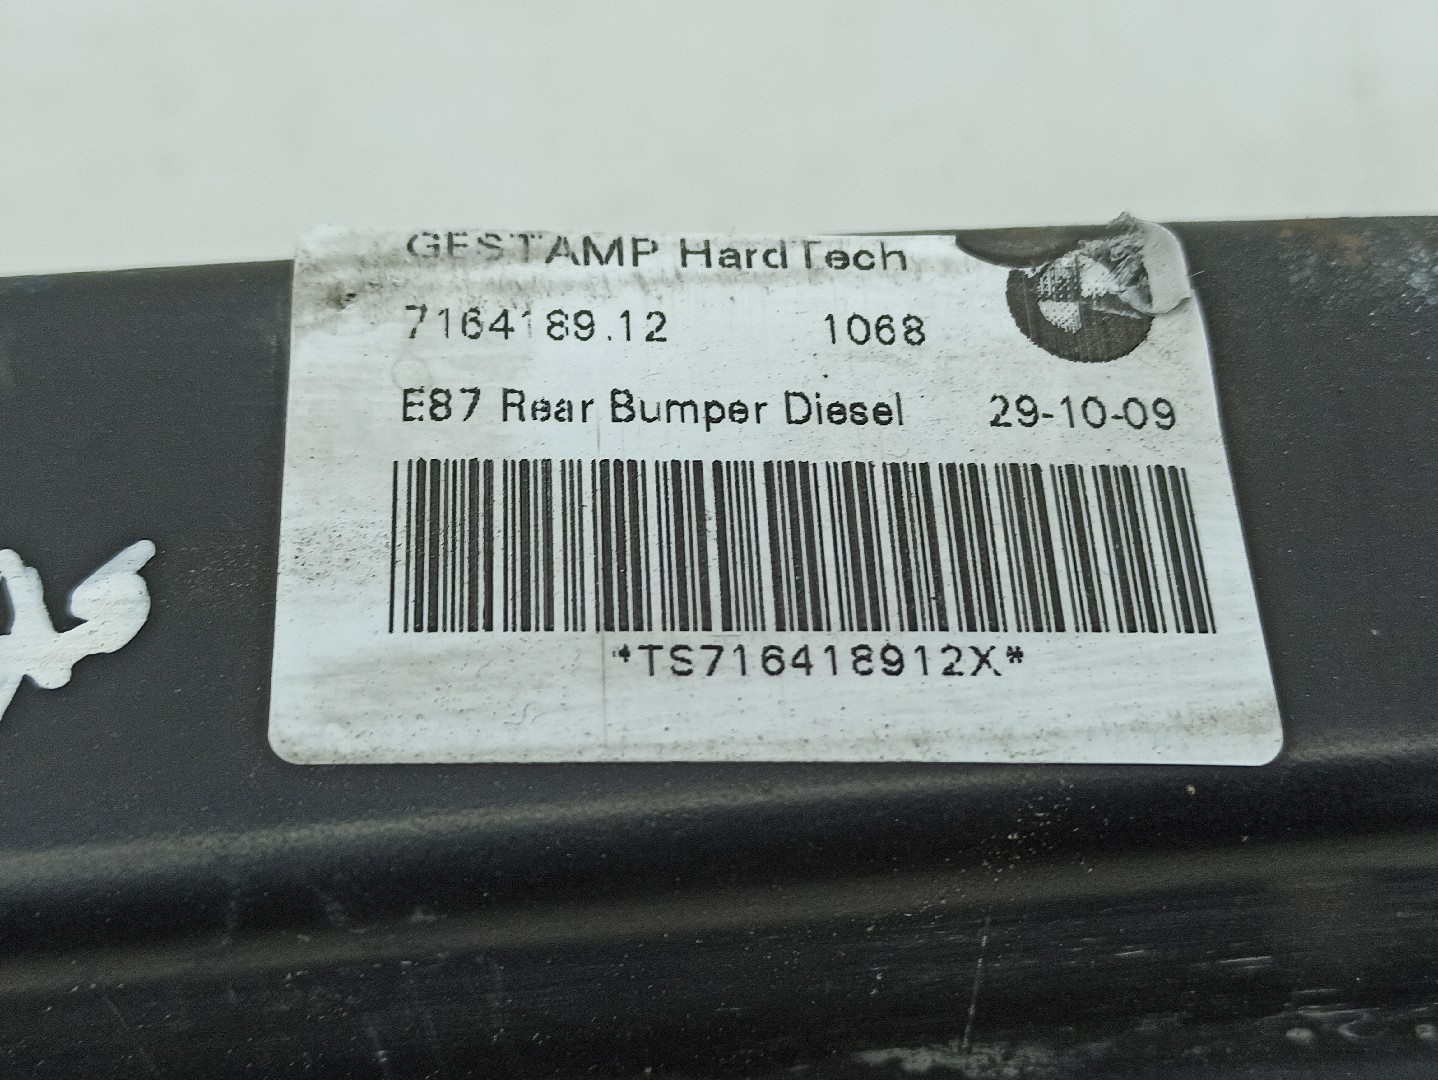 GESTAMP HardTech
7164189.12 1068
E87 Rear Bumper Diesel 29-10-09
*TS716418912X*